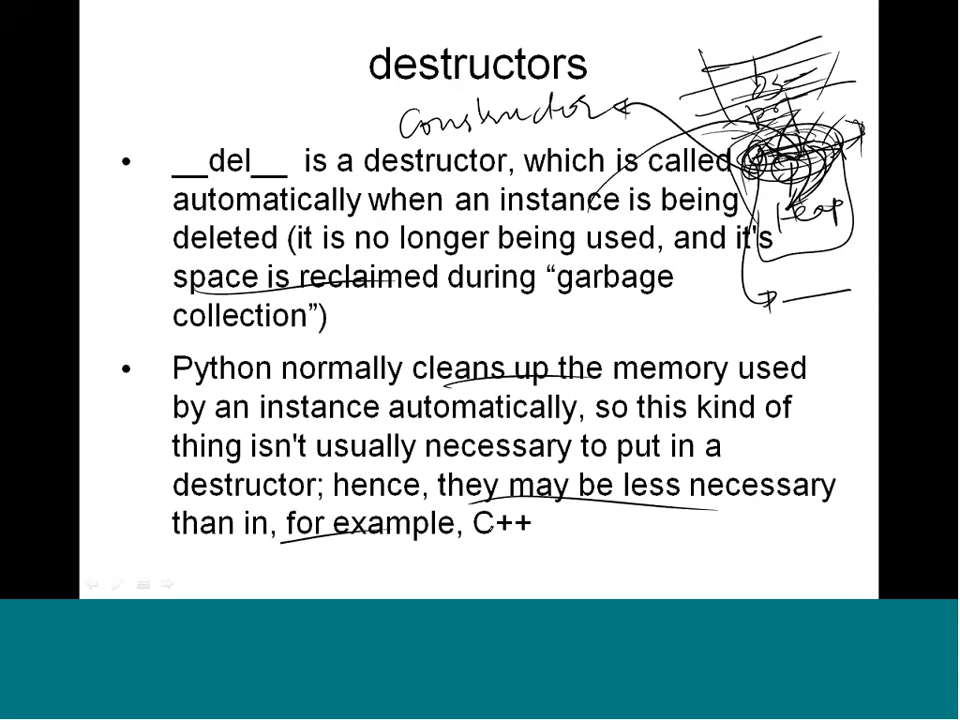 destructors
Constructor
• __del__ is a destructor, which is called
automatically when an instance is being
deleted (it is no longer being used, and it's
space is reclaimed during “garbage
collection”)
Heap
• Python normally cleans up the memory used
by an instance automatically, so this kind of
thing isn't usually necessary to put in a
destructor; hence, they may be less necessary
than in, for example, C++